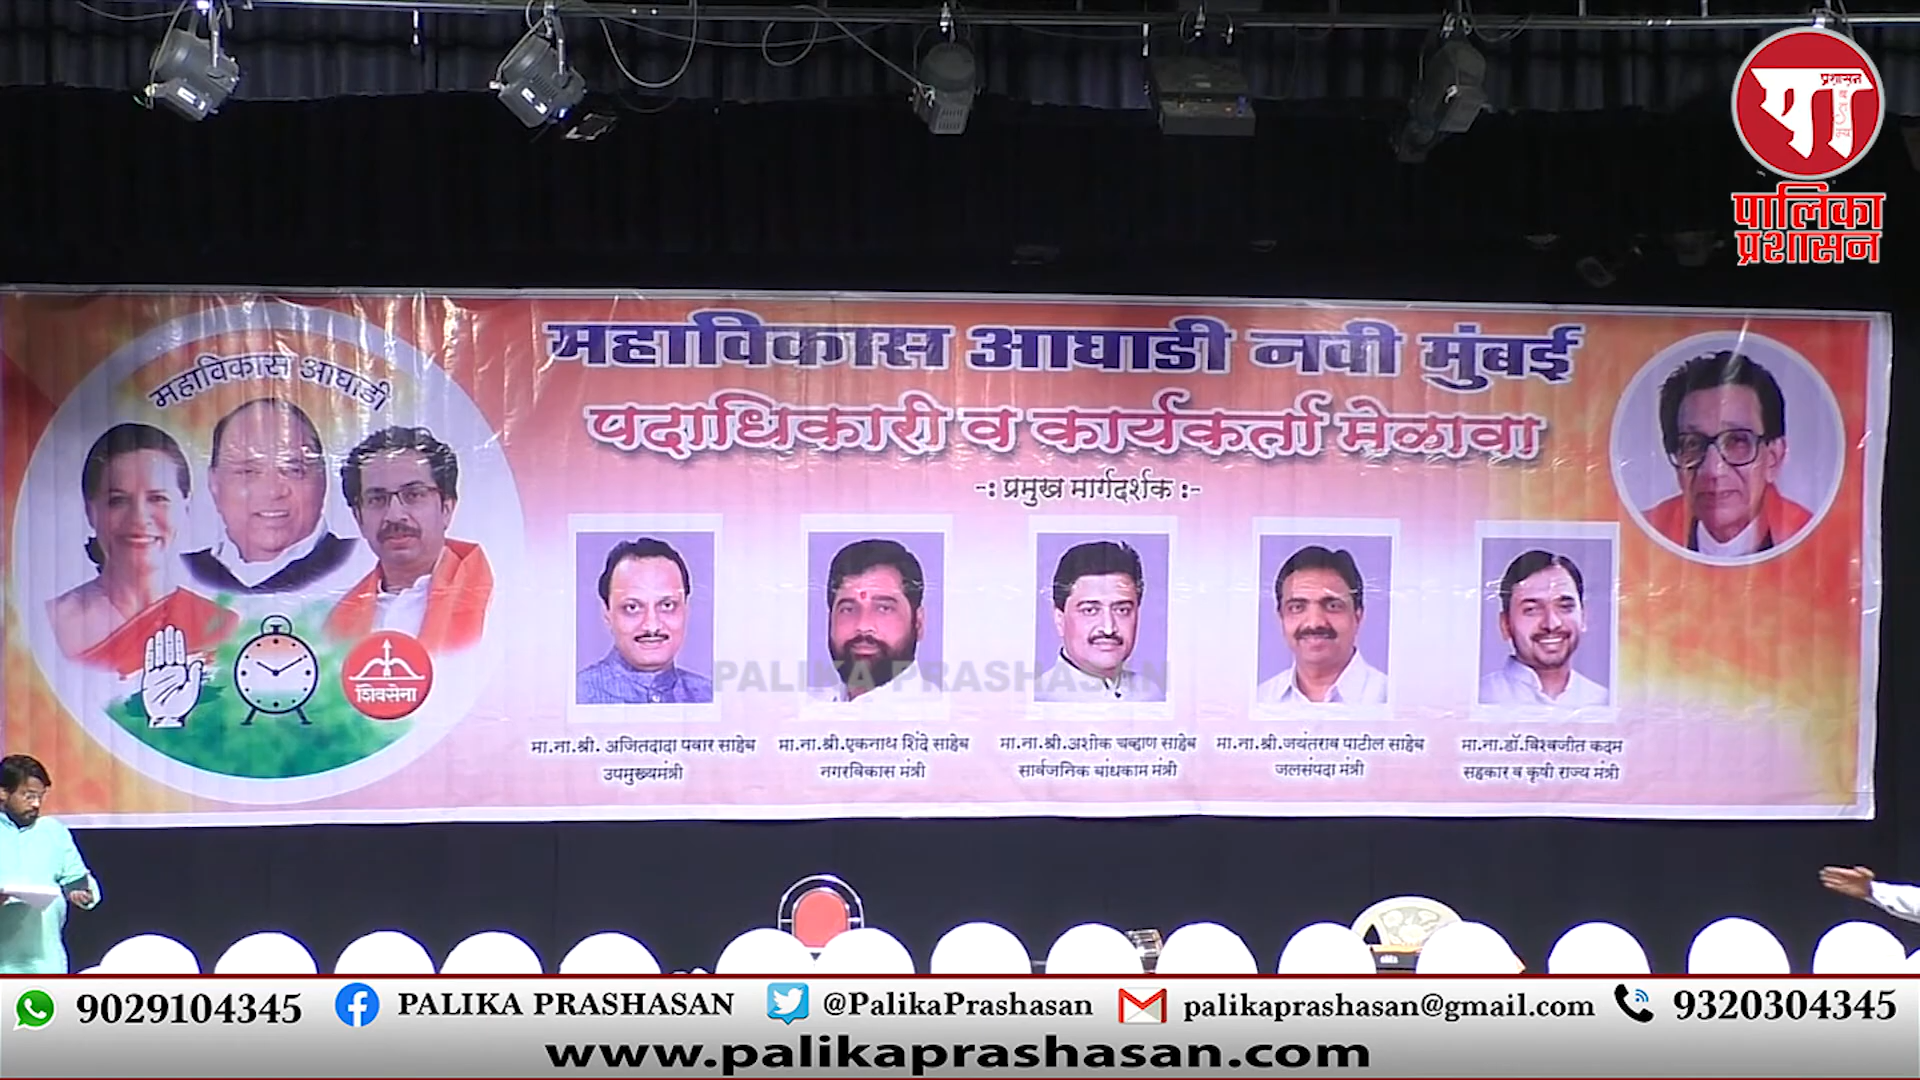 प्रशासन
पालिका
प्रशासन
महाविकास आघाडी
महाविकास आघाडी नवी मुंबई
पदाधिकारी व कार्यकर्ता मेळावा
-: प्रमुख मार्गदर्शक :-
शिवसेना
PALIKA PRASHASAN
मा.ना.श्री. अजितदादा पवार साहेब
उपमुख्यमंत्री
मा.ना.श्री.एकनाथ शिंदे साहेब
नगरविकास मंत्री
मा.ना.श्री.अशोक चव्हाण साहेब
सार्वजनिक बांधकाम मंत्री
मा.ना.श्री.जयंतराव पाटील साहेब
जलसंपदा मंत्री
मा.ना.डॉ.विश्वजीत कदम
सहकार व कृषी राज्य मंत्री
9029104345 PALIKA PRASHASAN @PalikaPrashasan palikaprashasan@gmail.com 9320304345
www.palikaprashasan.com